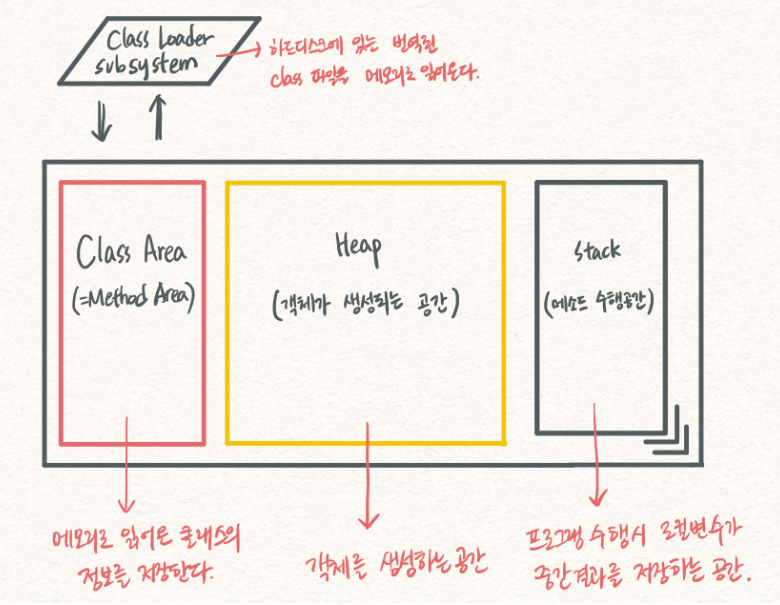 Class Loader
subsystem
하드디스크에 있는 번역된
class 파일을 메모리로 읽어온다.
Class Area
(=Method Area)
Heap
(객체가 생성되는 공간)
Stack
(메소드 수행공간)
메모리로 읽어온 클래스의
정보를 저장한다.
객체를 생성하는 공간
프로그램 수행시 로컬변수가
중간결과를 저장하는 공간.